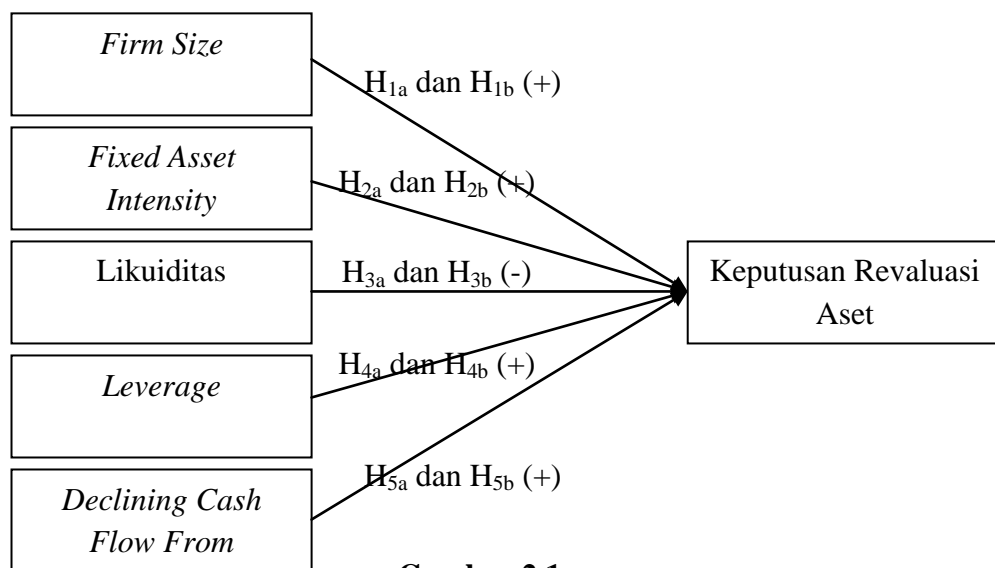 Firm Size
H1a dan H1b (+)
Fixed Asset
Intensity
H2a dan H2b (+)
Likuiditas
H3a dan H3b (-)
Keputusan Revaluasi
Aset
Leverage
H4a dan H4b (+)
Declining Cash
Flow From
H5a dan H5b (+)